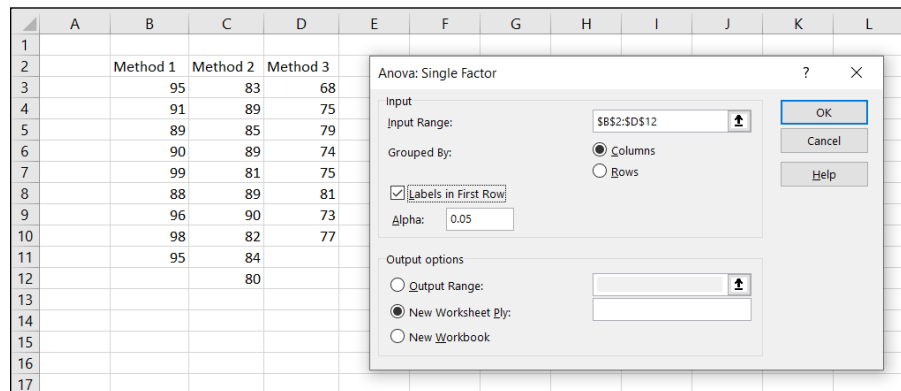 A B C D E F G H I J K L
1
2 Method 1 Method 2 Method 3
3 95 83 68
4 91 89 75
5 89 85 79
6 90 89 74
7 99 81 75
8 88 89 81
9 96 90 73
10 98 82 77
11 95 84
12 80
13
14
15
16
17
Anova: Single Factor ? ×
Input
Input Range: $B$2:$D$12
Grouped By: Columns
Rows
Labels in First Row
Alpha: 0.05
OK
Cancel
Help
Output options
Output Range:
New Worksheet Ply:
New Workbook